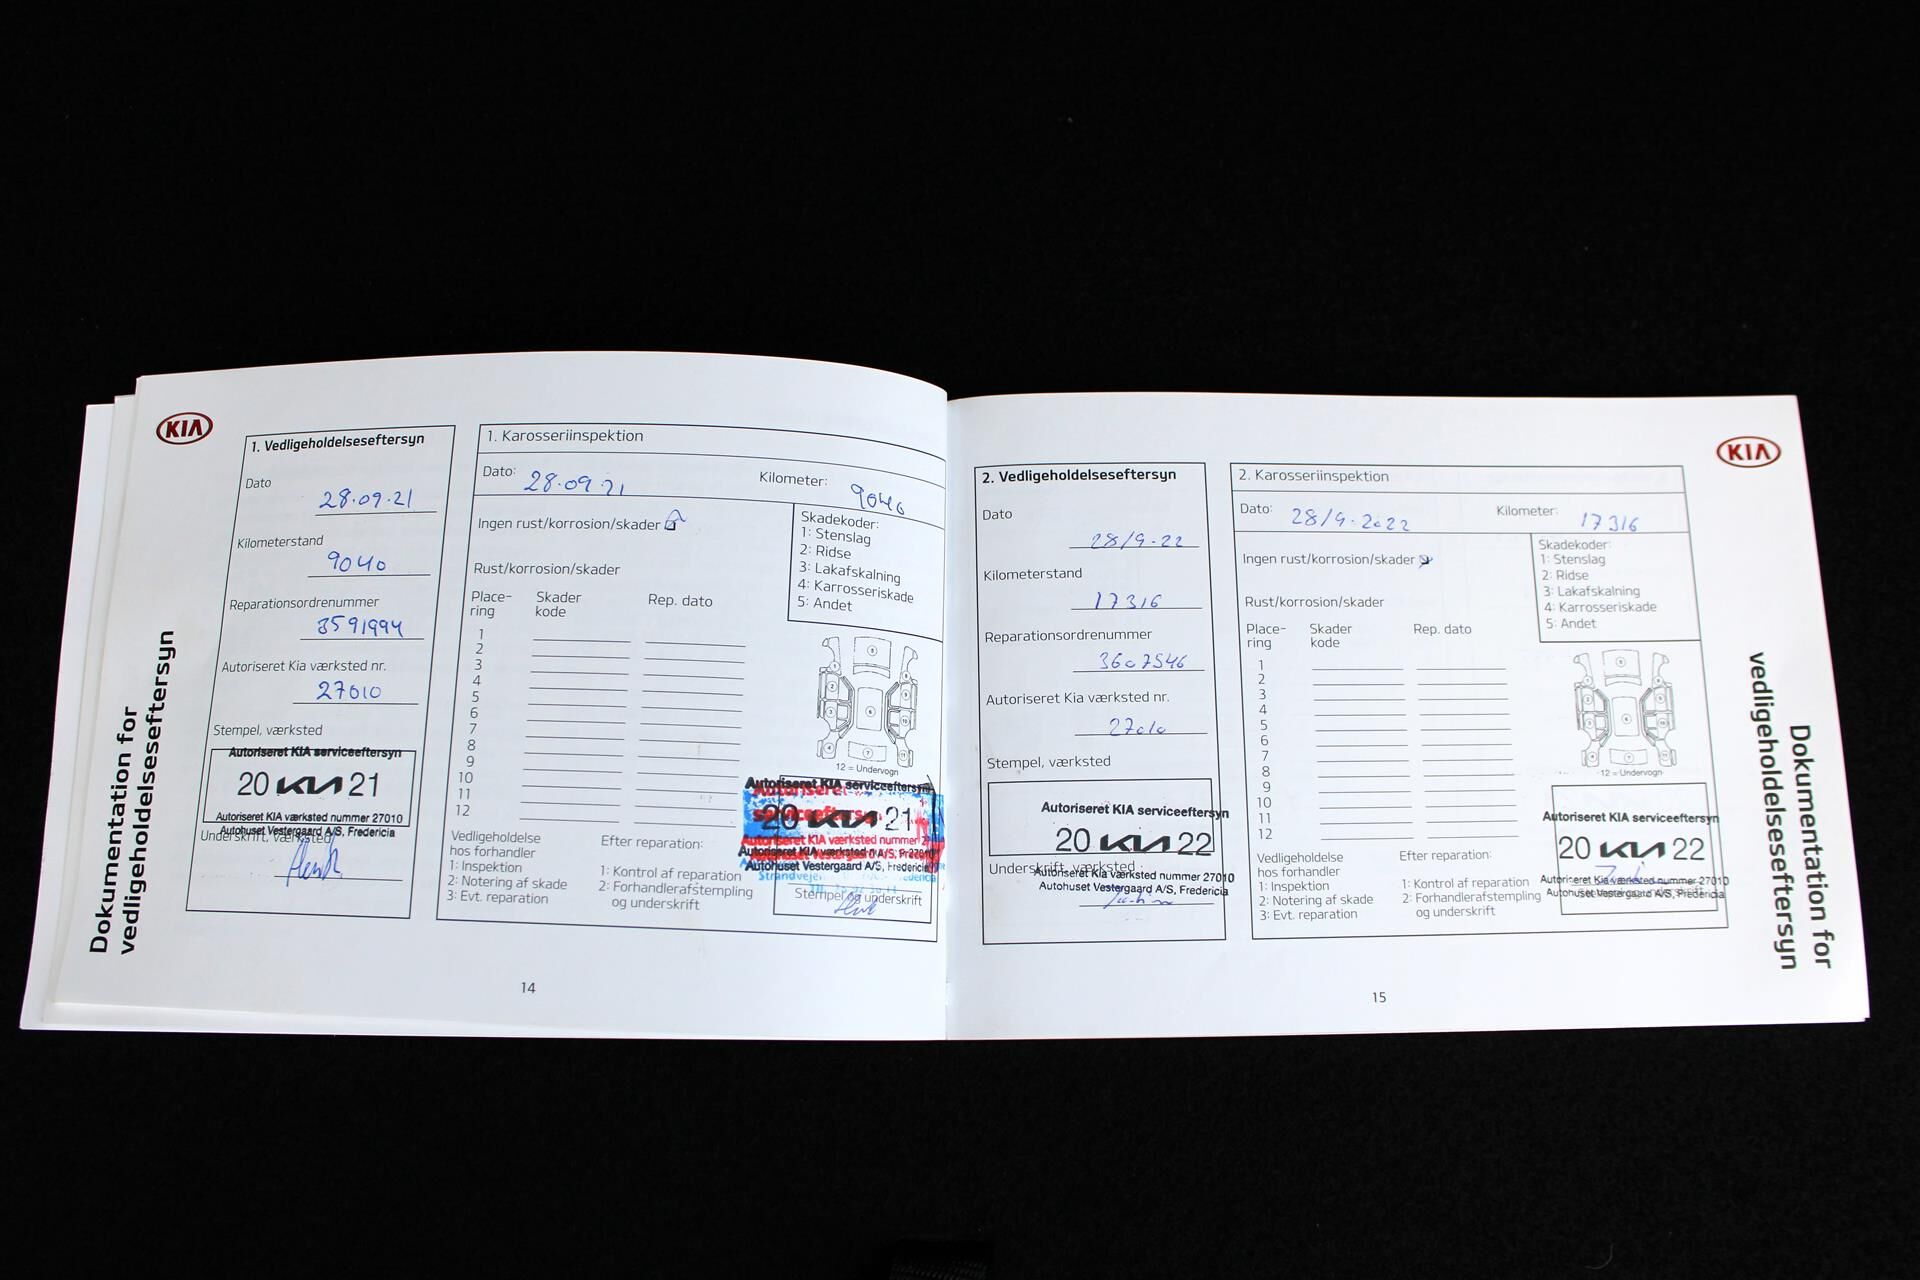 KIA
Dokumentation for
vedligeholdelseseftersyn
1. Vedligeholdelseseftersyn
Dato
28.09.21
Kilometerstand
9040
Reparationsordrenummer
3591994
Autoriseret Kia værksted nr.
27010
Stempel, værksted
Autoriseret KIA serviceeftersyn
20 KIA 21
Autoriseret KIA værksted nummer 27010
Autohuset Vestergaard A/S, Fredericia
Underskrift, værksted
1. Karosseriinspektion
Dato: 28.09.21 Kilometer: 9040
Ingen rust/korrosion/skader
Skadekoder:
1: Stenslag
2: Ridse
3: Lakafskalning
4: Karrosseriskade
5: Andet
Rust/korrosion/skader
Place-
ring
Skader
kode
Rep. dato
1
2
3
4
5
6
7
8
9
10
11
12
12 = Undervogn
Vedligeholdelse
hos forhandler
1: Inspektion
2: Notering af skade
3: Evt. reparation
Efter reparation:
1: Kontrol af reparation
2: Forhandlerafstempling
og underskrift
Autoriseret KIA serviceeftersyn
20 KIA 21
Autoriseret KIA værksted nummer
Autohuset Vestergaard A/S, Fredericia
Stempel og underskrift
14
2. Vedligeholdelseseftersyn
Dato
28/9-22
Kilometerstand
17316
Reparationsordrenummer
3607546
Autoriseret Kia værksted nr.
27010
Stempel, værksted
Autoriseret KIA serviceeftersyn
20 KIA 22
Underskrift, værksted:
Autoriseret Kia værksted nummer 27010
Autohuset Vestergaard A/S, Fredericia
2. Karosseriinspektion
Dato: 28/9-2022 Kilometer: 17316
Ingen rust/korrosion/skader
Skadekoder:
1: Stenslag
2: Ridse
3: Lakafskalning
4: Karrosseriskade
5: Andet
Rust/korrosion/skader
Place-
ring
Skader
kode
Rep. dato
1
2
3
4
5
6
7
8
9
10
11
12
12 = Undervogn
Vedligeholdelse
hos forhandler
1: Inspektion
2: Notering af skade
3: Evt. reparation
Efter reparation:
1: Kontrol af reparation
2: Forhandlerafstempling
og underskrift
Autoriseret KIA serviceeftersyn
20 KIA 22
Autoriseret Kia værksted nummer 27010
Autohuset Vestergaard A/S, Fredericia
15
KIA
Dokumentation for
vedligeholdelseseftersyn